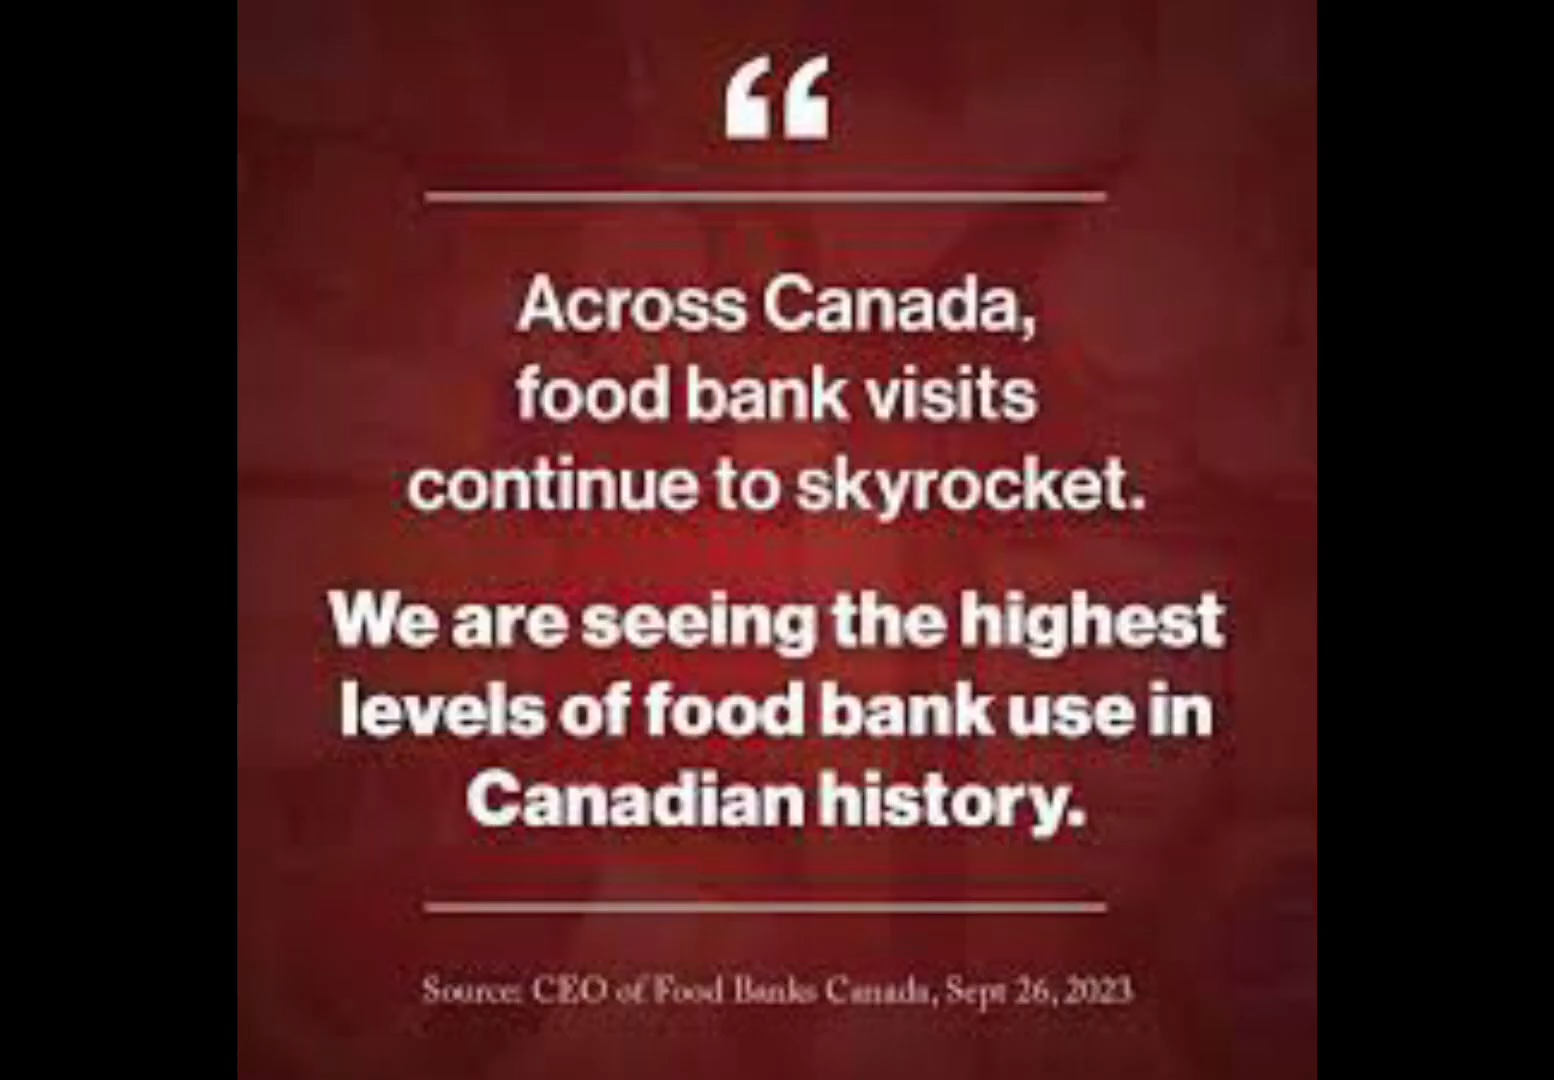 “
Across Canada,
food bank visits
continue to skyrocket.
We are seeing the highest
levels of food bank use in
Canadian history.
Source: CEO of Food Banks Canada, Sept 26, 2023